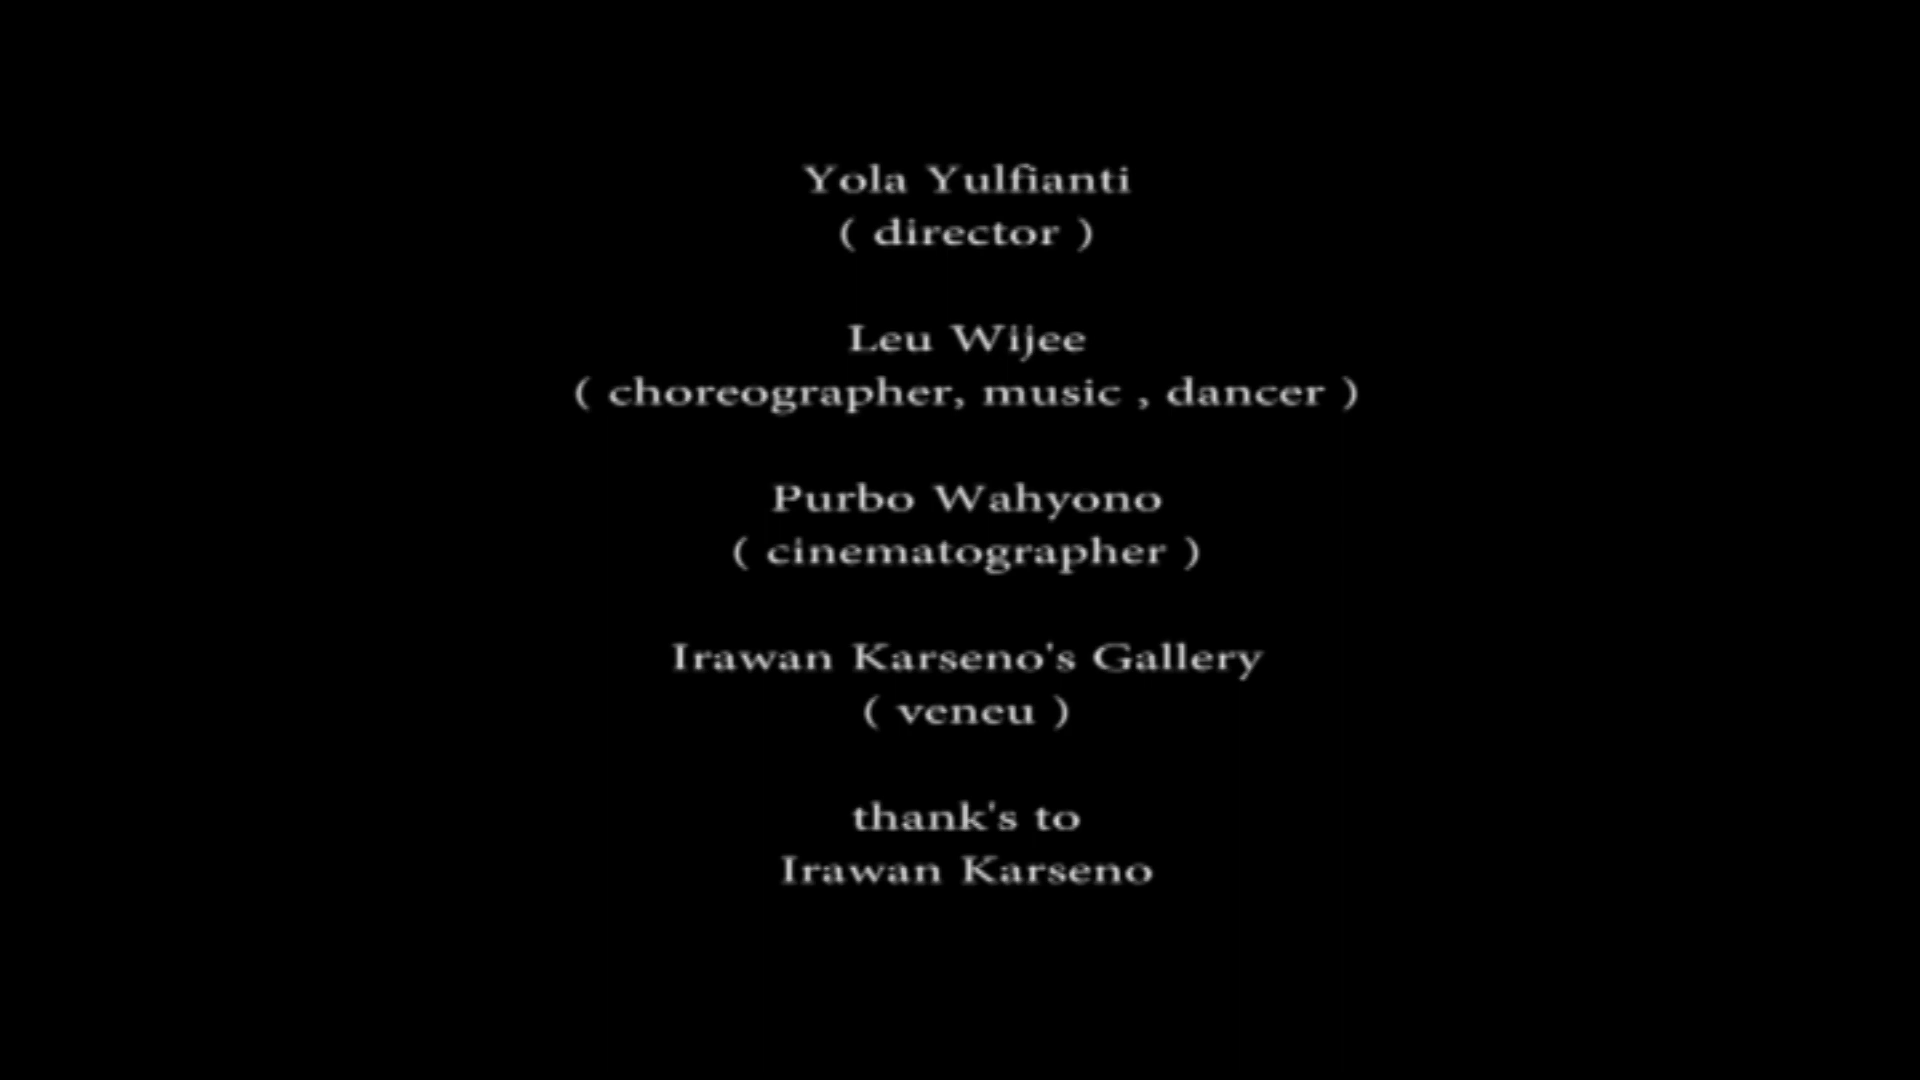 Yola Yulfianti
( director )
Leu Wijee
( choreographer, music , dancer )
Purbo Wahyono
( cinematographer )
Irawan Karseno's Gallery
( veneu )
thank's to
Irawan Karseno